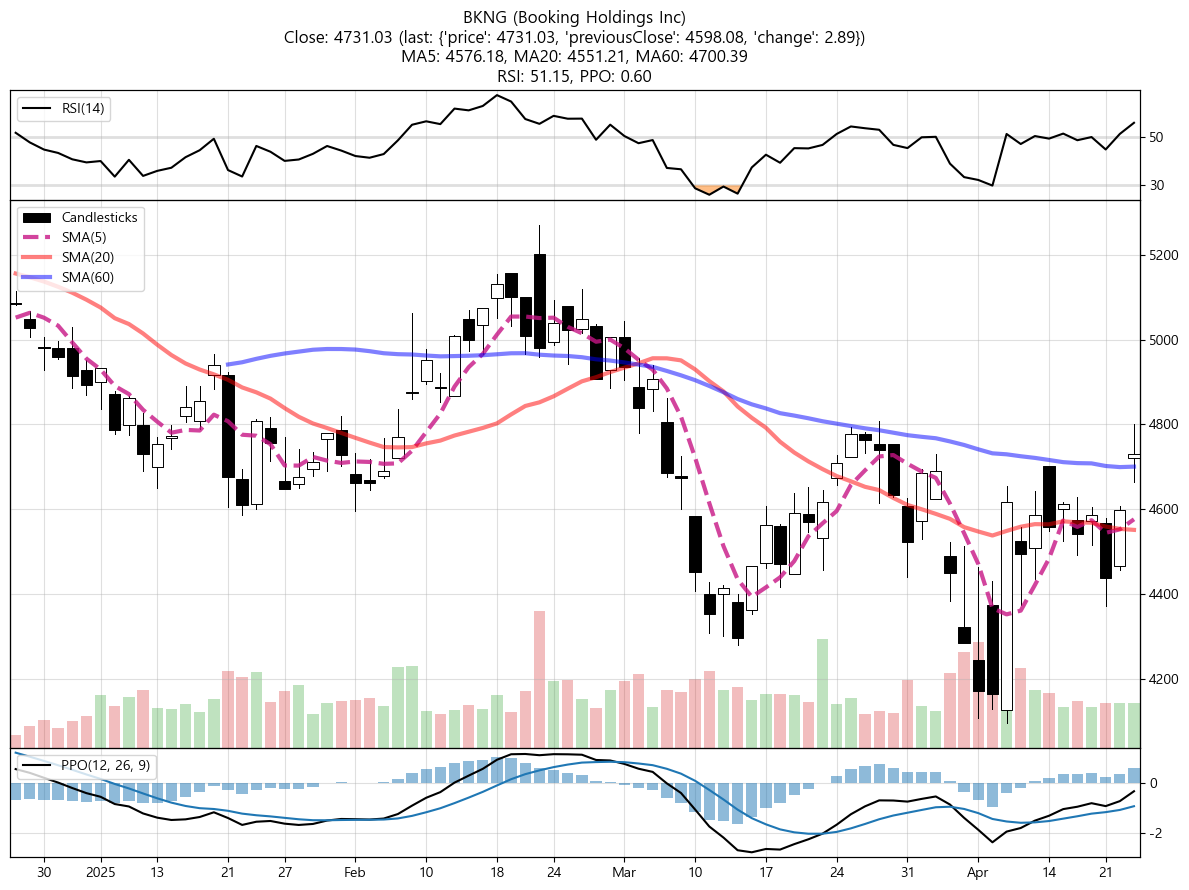 BKNG (Booking Holdings Inc)
Close: 4731.03 (last: {'price': 4731.03, 'previousClose': 4598.08, 'change': 2.89})
MA5: 4576.18, MA20: 4551.21, MA60: 4700.39
RSI: 51.15, PPO: 0.60
RSI(14)
50
30
Candlesticks
SMA(5)
SMA(20)
SMA(60)
5200
5000
4800
4600
4400
4200
PPO(12, 26, 9)
0
-2
30 2025 13 21 27 Feb 10 18 24 Mar 10 17 24 31 Apr 14 21